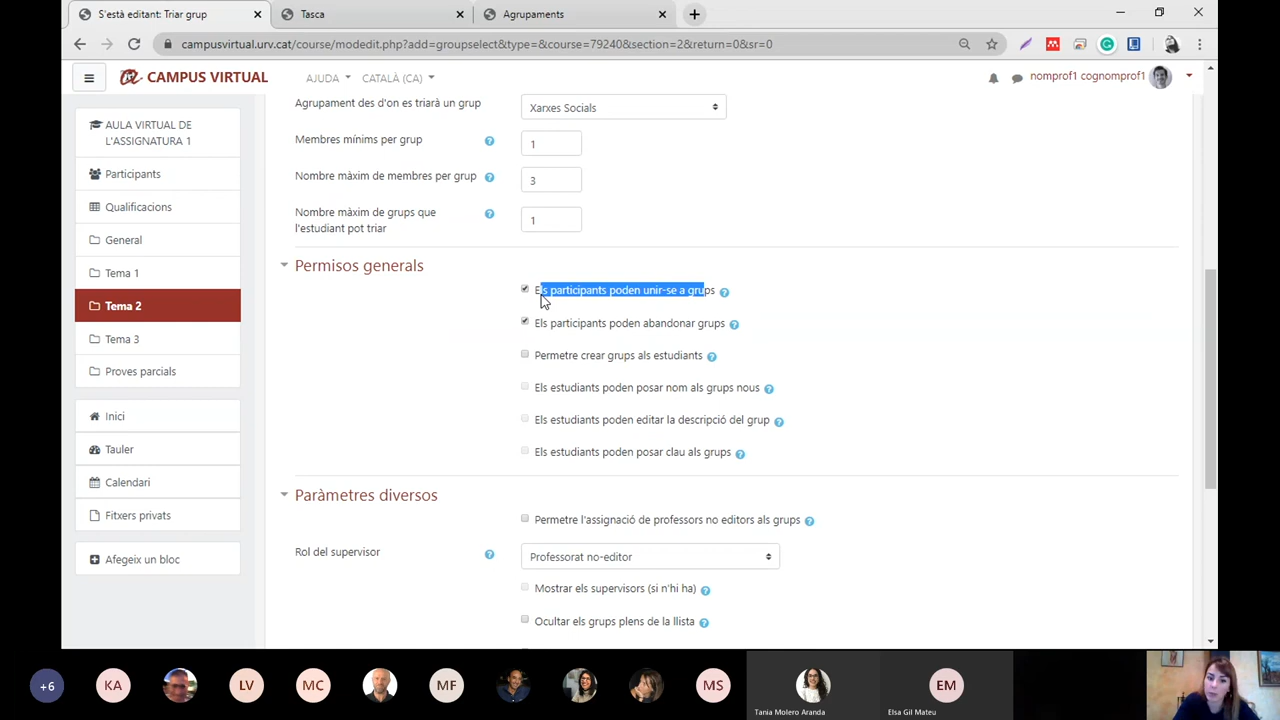 S'està editant: Triar grup
Tasca
Agrupaments
campusvirtual.urv.cat/course/modedit.php?add=groupselect&type=&course=79240&section=2&return=0&sr=0
CAMPUS VIRTUAL
AJUDA
CATALÀ (CA)
nomprof1 cognomprof1
AULA VIRTUAL DE
L'ASSIGNATURA 1
Participants
Qualificacions
General
Tema 1
Tema 2
Tema 3
Proves parcials
Inici
Tauler
Calendari
Fitxers privats
Afegeix un bloc
Agrupament des d'on es triarà un grup
Xarxes Socials
Membres mínims per grup
1
Nombre màxim de membres per grup
3
Nombre màxim de grups que
l'estudiant pot triar
1
Permisos generals
Els participants poden unir-se a grups
Els participants poden abandonar grups
Permetre crear grups als estudiants
Els estudiants poden posar nom als grups nous
Els estudiants poden editar la descripció del grup
Els estudiants poden posar clau als grups
Paràmetres diversos
Permetre l'assignació de professors no editors als grups
Rol del supervisor
Professorat no-editor
Mostrar els supervisors (si n'hi ha)
Ocultar els grups plens de la llista
+6
KA
LV
MC
MF
MS
Tania Molero Aranda
EM
Elsa Gil Mateu